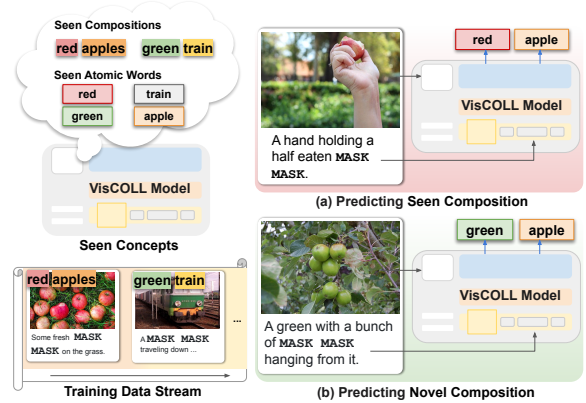 Seen Compositions
red apples green train
Seen Atomic Words
red train
green apple
VisCOLL Model
Seen Concepts
red apples
Some fresh MASK
MASK on the grass.
green train
A MASK MASK
traveling down ...
...
Training Data Stream
red apple
VisCOLL Model
A hand holding a
half eaten MASK
MASK.
(a) Predicting Seen Composition
green apple
VisCOLL Model
A green with a bunch
of MASK MASK
hanging from it.
(b) Predicting Novel Composition